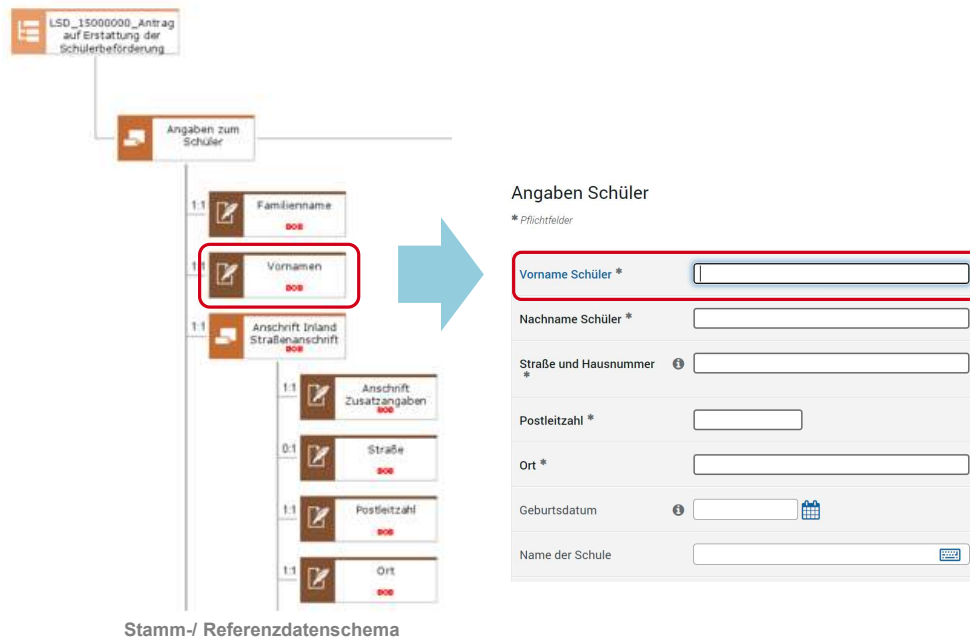 LSD_15000000_Antrag
auf Erstattung der
Schülerbeförderung
Angaben zum
Schüler
1:1
Familienname
BOB
1:1
Vornamen
BOB
1:1
Anschrift Inland
Straßenanschrift
BOB
1:1
Anschrift
Zusatzangaben
BOB
0:1
Straße
BOB
1:1
Postleitzahl
BOB
1:1
Ort
BOB
Stamm-/ Referenzdatenschema
Angaben Schüler
* Pflichtfelder
Vorname Schüler *
Nachname Schüler *
Straße und Hausnummer
*
Postleitzahl *
Ort *
Geburtsdatum
Name der Schule